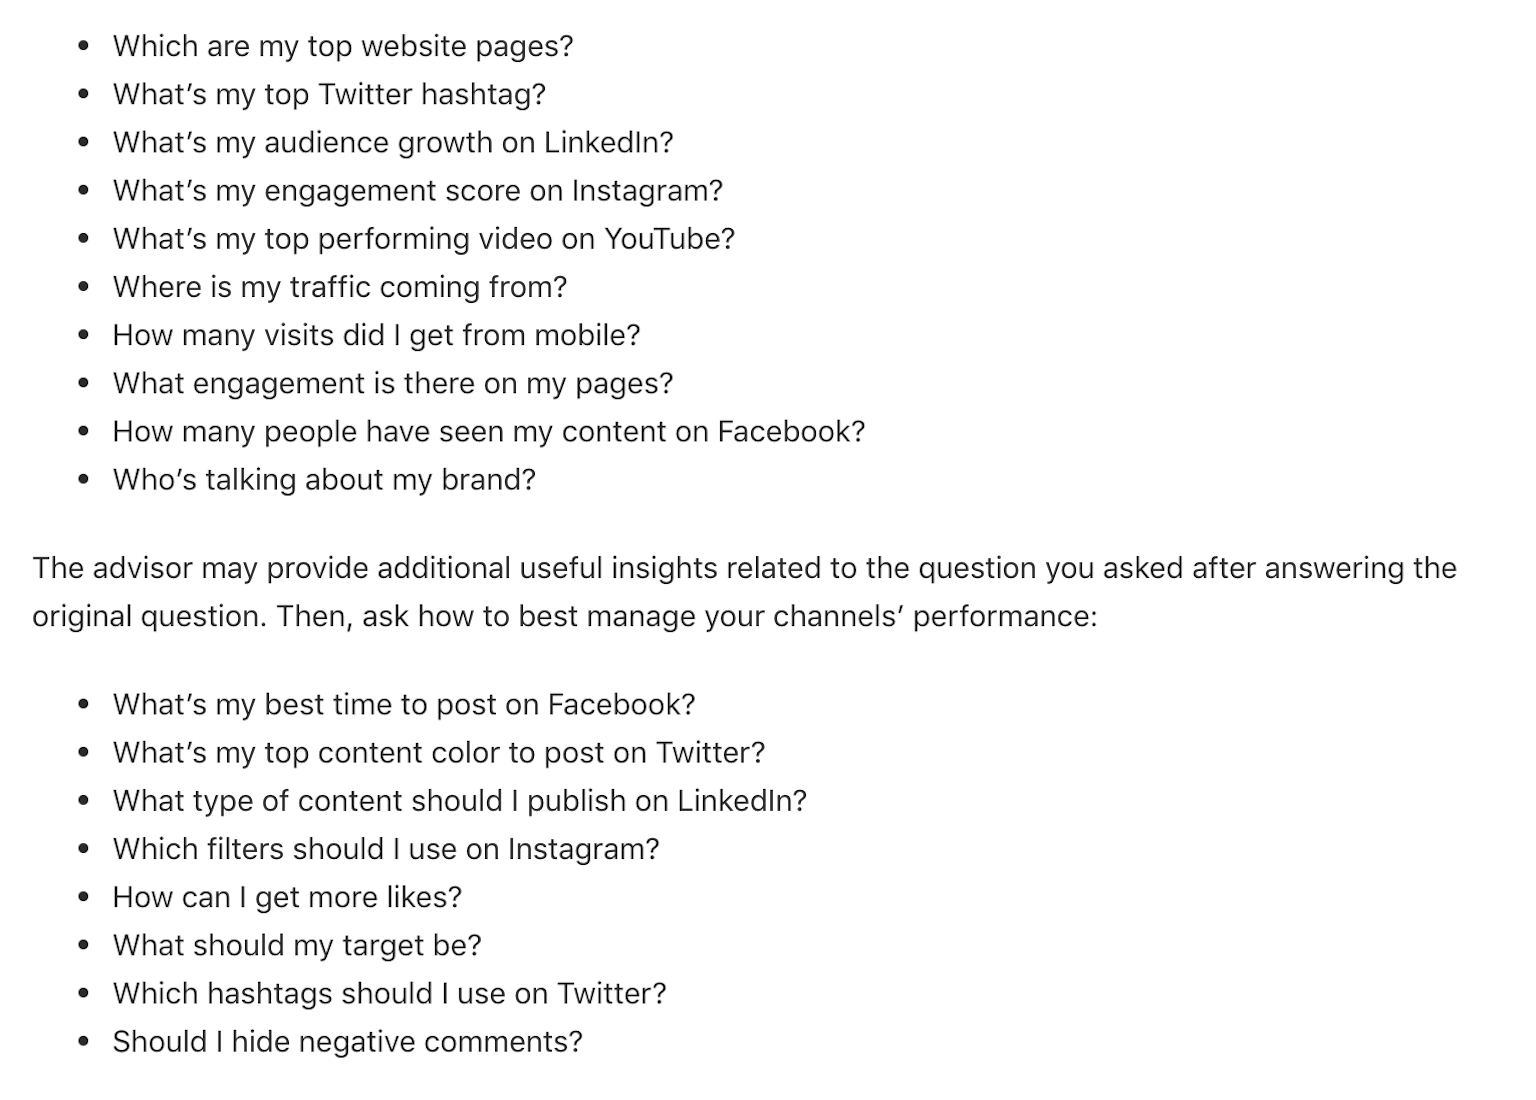 • Which are my top website pages?
• What’s my top Twitter hashtag?
• What’s my audience growth on LinkedIn?
• What’s my engagement score on Instagram?
• What’s my top performing video on YouTube?
• Where is my traffic coming from?
• How many visits did I get from mobile?
• What engagement is there on my pages?
• How many people have seen my content on Facebook?
• Who’s talking about my brand?
The advisor may provide additional useful insights related to the question you asked after answering the
original question. Then, ask how to best manage your channels’ performance:
• What’s my best time to post on Facebook?
• What’s my top content color to post on Twitter?
• What type of content should I publish on LinkedIn?
• Which filters should I use on Instagram?
• How can I get more likes?
• What should my target be?
• Which hashtags should I use on Twitter?
• Should I hide negative comments?